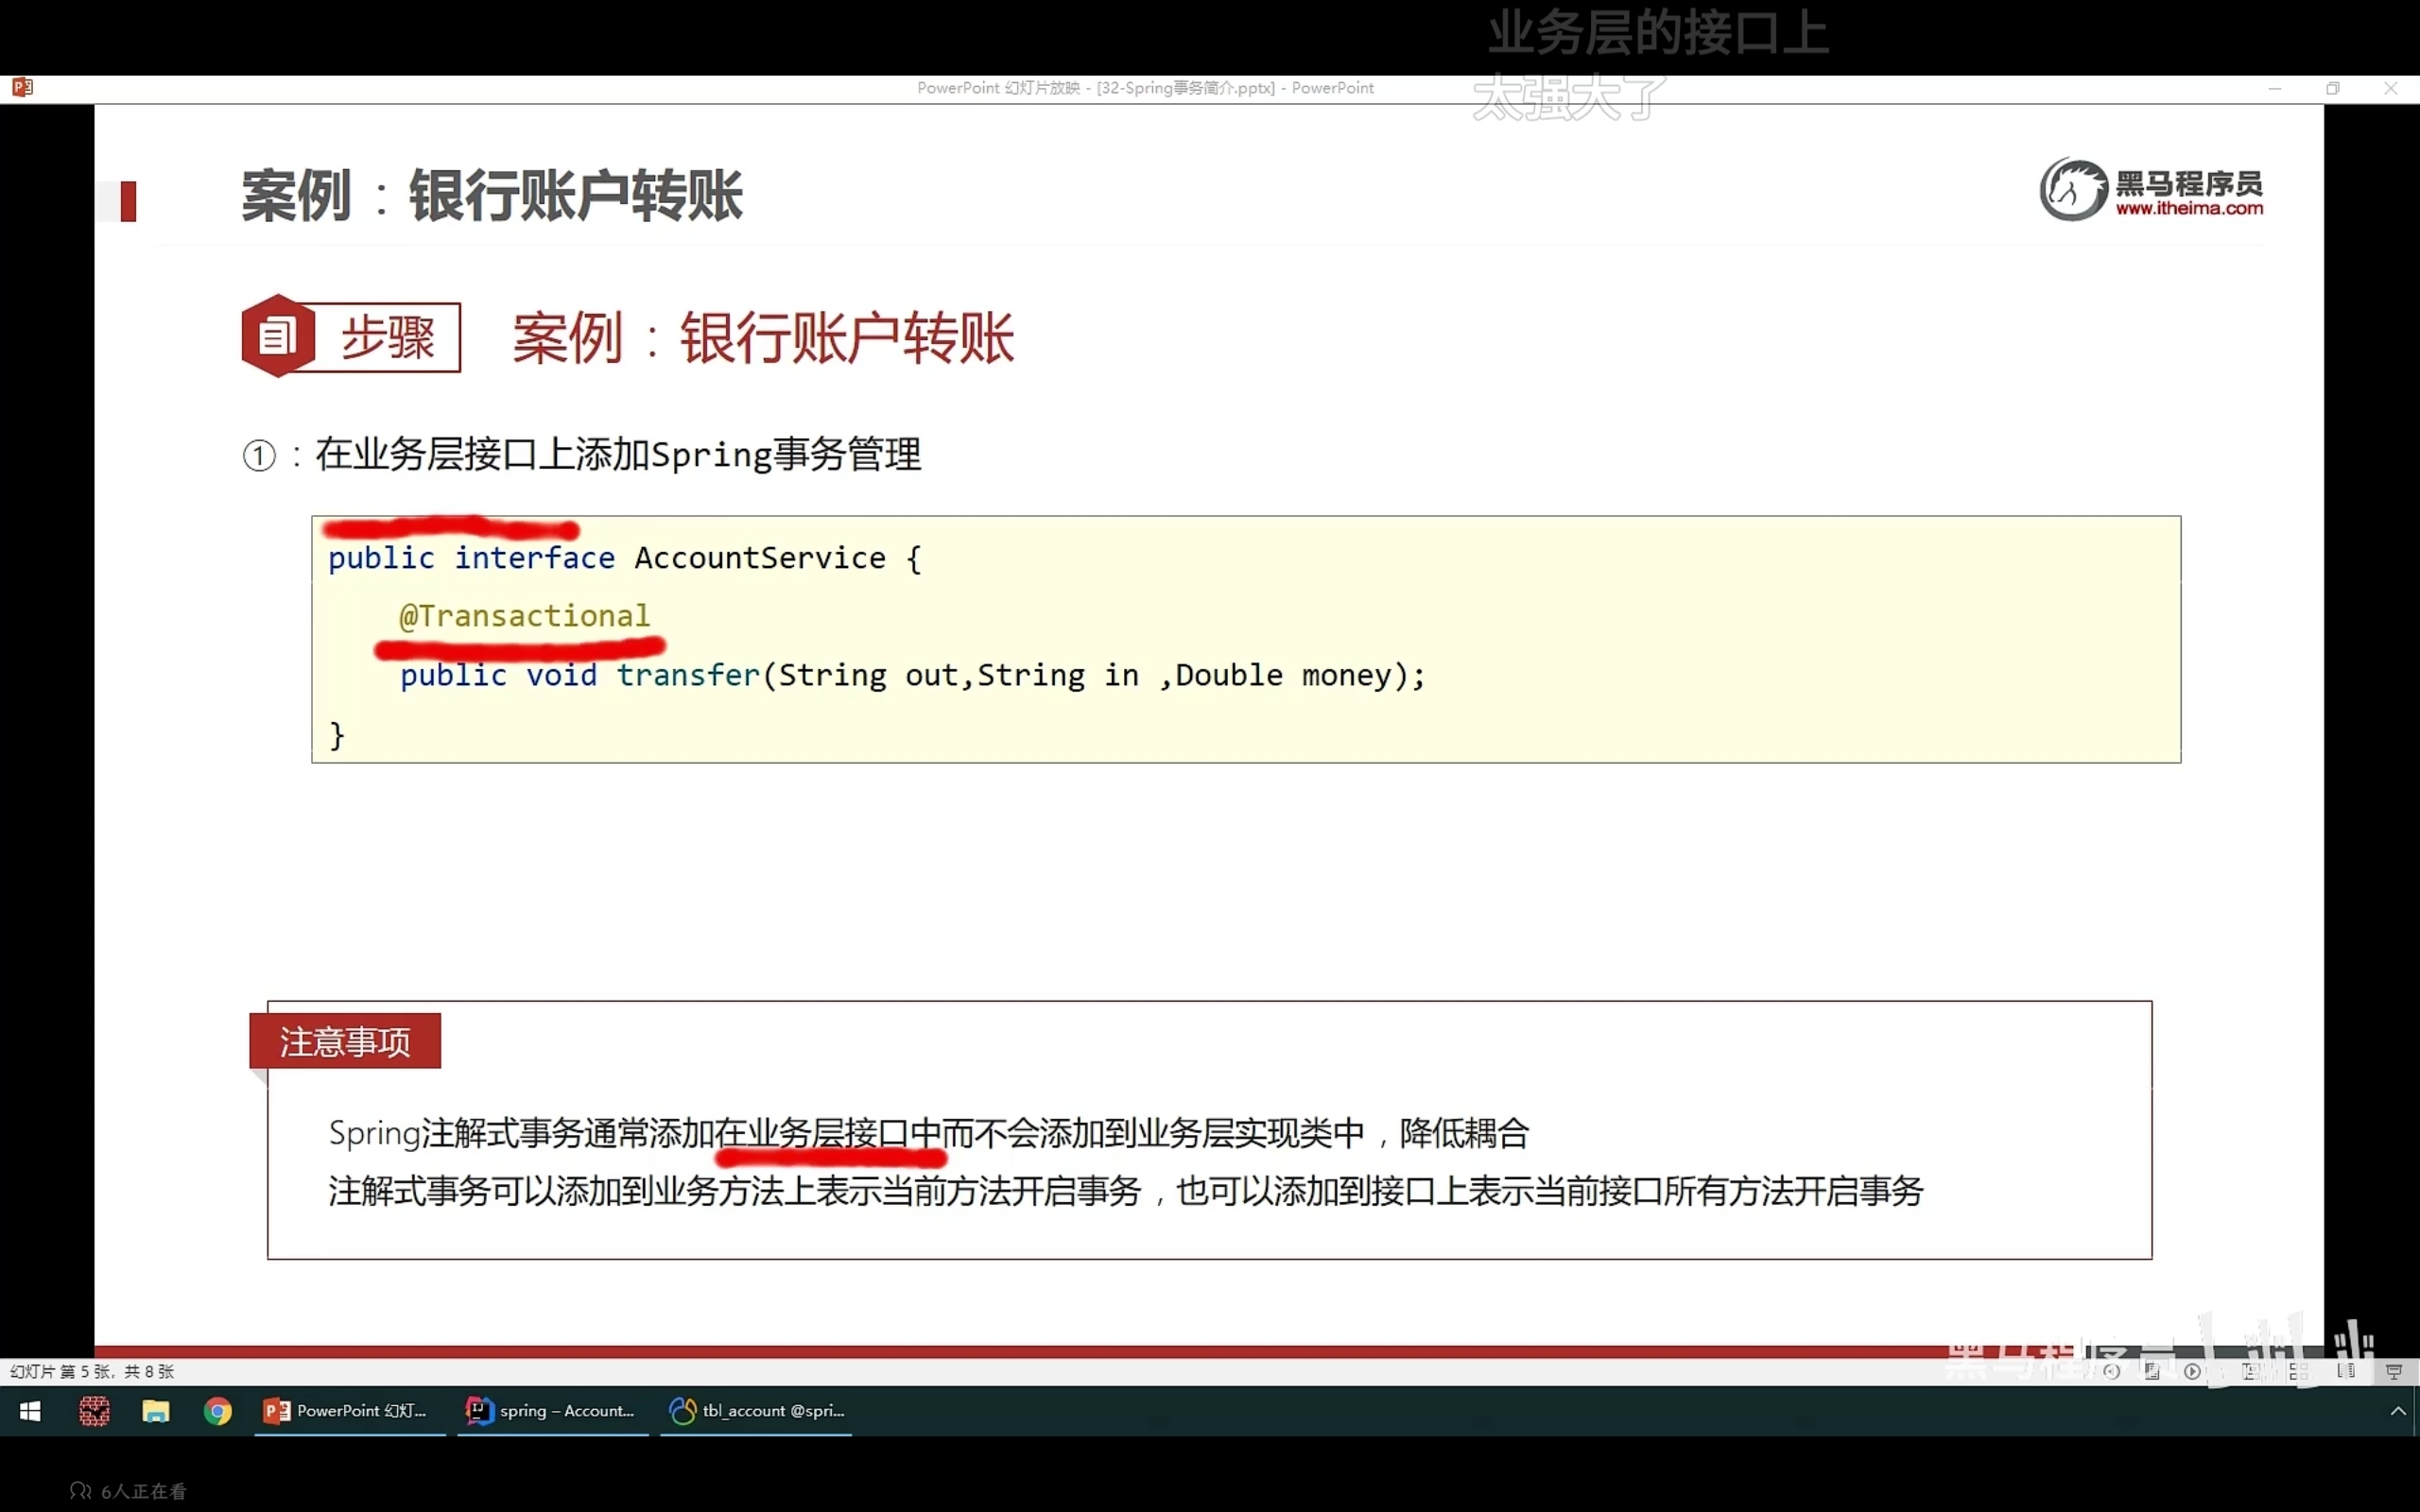 业务层的接口上
PowerPoint 幻灯片放映 - [32-Spring事务简介.pptx] - PowerPoint
太强大了
案例：银行账户转账
黑马程序员
www.itheima.com
步骤
案例：银行账户转账
①：在业务层接口上添加Spring事务管理
public interface AccountService {
@Transactional
public void transfer(String out,String in ,Double money);
}
注意事项
Spring注解式事务通常添加在业务层接口中而不会添加到业务层实现类中，降低耦合
注解式事务可以添加到业务方法上表示当前方法开启事务，也可以添加到接口上表示当前接口所有方法开启事务
黑马程序员
幻灯片 第 5 张，共 8 张
PowerPoint 幻灯...
spring – Account...
tbl_account @spri...
6人正在看